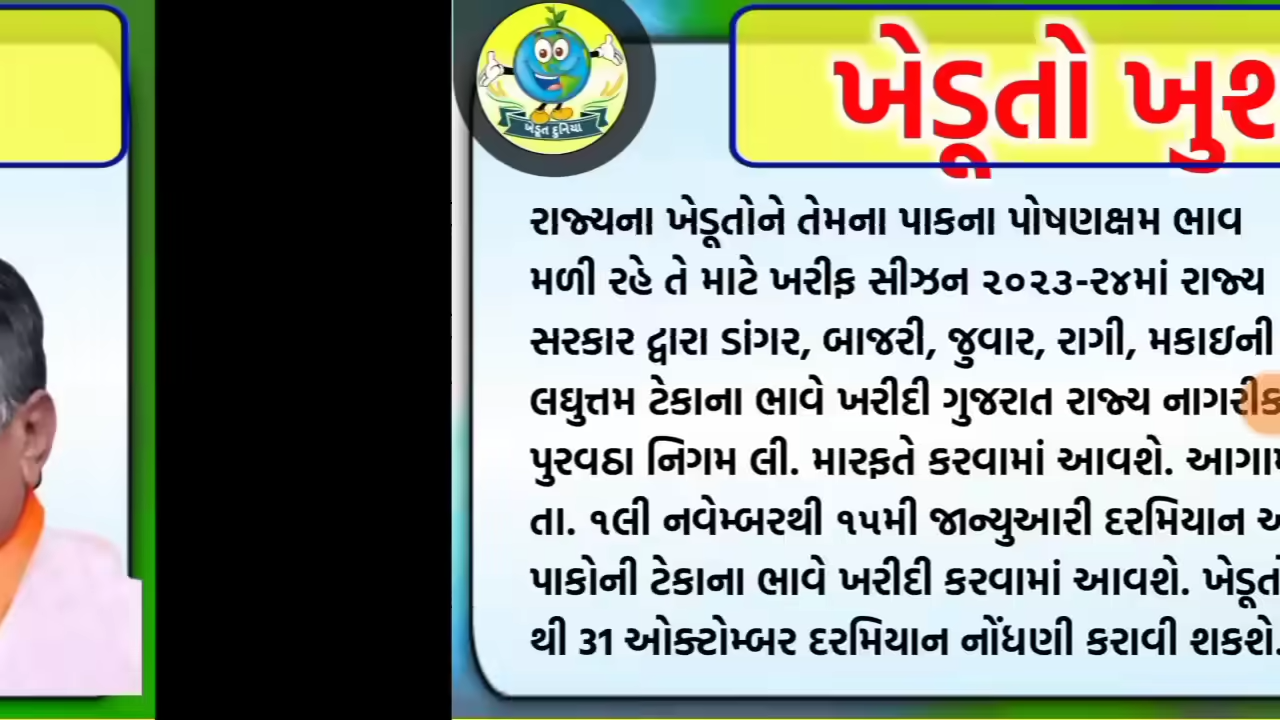 ખેડૂત દુનિયા
ખેડૂતો
રાજ્યના ખેડૂતોને તેમના પાકના પોષણક્ષમ ભાવ
મળી રહે તે માટે ખરીફ સીઝન ૨૦૨૩-૨૪માં રાજ્ય
સરકાર દ્વારા ડાંગર, બાજરી, જુવાર, રાગી, મકાઇની
લઘુત્તમ ટેકાના ભાવે ખરીદી ગુજરાત રાજ્ય નાગરીક
પુરવઠા નિગમ લી. મારફતે કરવામાં આવશે.
તા. ૧લી નવેમ્બરથી ૧૫મી જાન્યુઆરી દરમિયાન
પાકોની ટેકાના ભાવે ખરીદી કરવામાં આવશે.
થી 31 ઓક્ટોમ્બર દરમિયાન નોંધણી કરાવી શકશે.